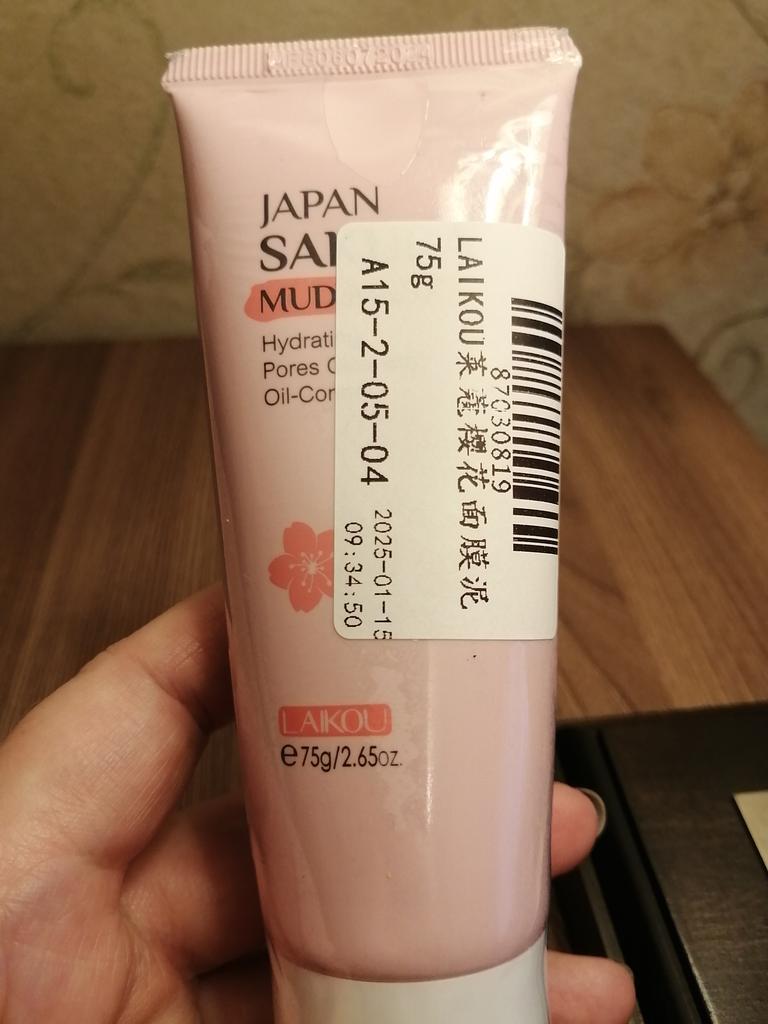 JAPAN
SA
MUD
Hydrati
Pores
Oil-Con
LAIKOU
e75g/2.65oz.
87030819
LAIKOU莱蔻樱花面膜泥
75g
A15-2-05-04
2025-01-15
09:34:50